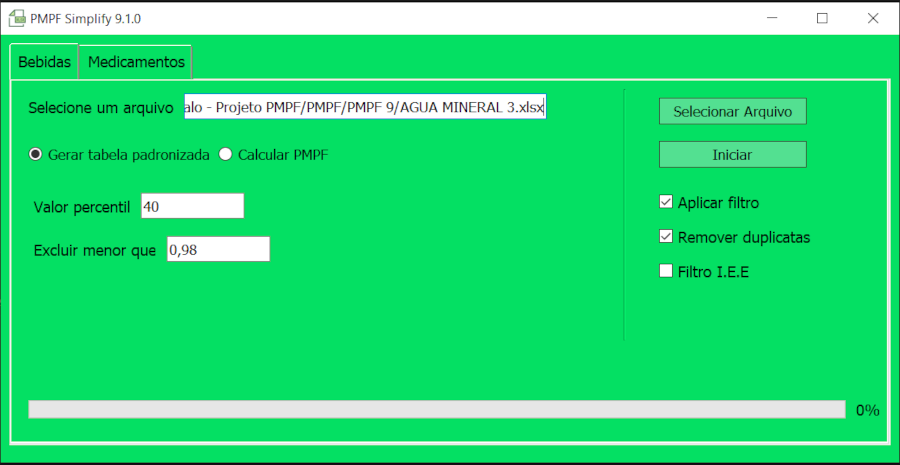 PMPF Simplify 9.1.0
Bebidas Medicamentos
Selecione um arquivo alo - Projeto PMPF/PMPF/PMPF 9/AGUA MINERAL 3.xlsx
Selecionar Arquivo
Gerar tabela padronizada Calcular PMPF
Iniciar
Valor percentil 40
Aplicar filtro
Excluir menor que 0,98
Remover duplicatas
Filtro I.E.E
0%